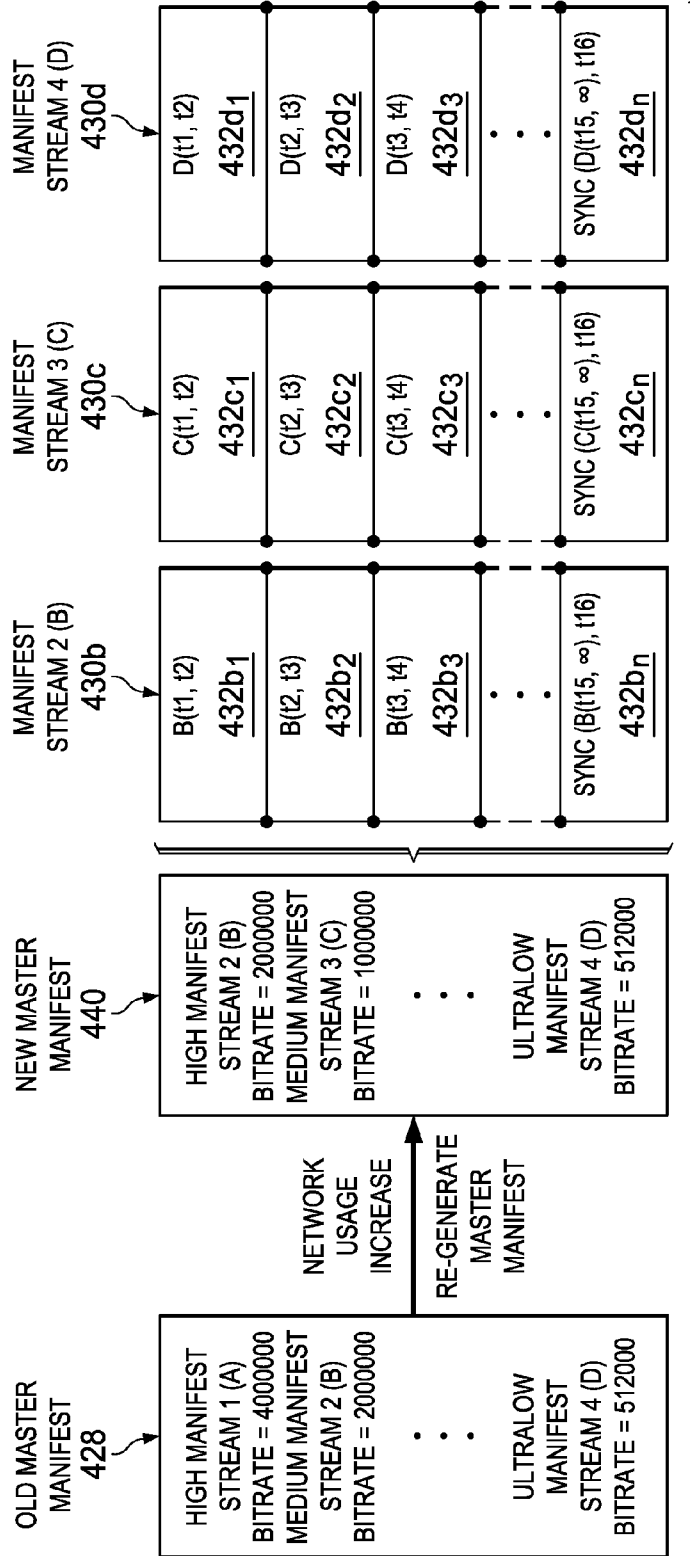 OLD MASTER
MANIFEST
428
HIGH MANIFEST
STREAM 1 (A)
BITRATE = 4000000
MEDIUM MANIFEST
STREAM 2 (B)
BITRATE = 2000000
• • •
ULTRALOW
MANIFEST
STREAM 4 (D)
BITRATE = 512000
NETWORK
USAGE
INCREASE
RE-GENERATE
MASTER
MANIFEST
NEW MASTER
MANIFEST
440
HIGH MANIFEST
STREAM 2 (B)
BITRATE = 2000000
MEDIUM MANIFEST
STREAM 3 (C)
BITRATE = 1000000
• • •
ULTRALOW
MANIFEST
STREAM 4 (D)
BITRATE = 512000
MANIFEST
STREAM 2 (B)
430b
B(t1, t2)
432b1
B(t2, t3)
432b2
B(t3, t4)
432b3
• • •
SYNC (B(t15, ∞), t16)
432bn
MANIFEST
STREAM 3 (C)
430c
C(t1, t2)
432c1
C(t2, t3)
432c2
C(t3, t4)
432c3
• • •
SYNC (C(t15, ∞), t16)
432cn
MANIFEST
STREAM 4 (D)
430d
D(t1, t2)
432d1
D(t2, t3)
432d2
D(t3, t4)
432d3
• • •
SYNC (D(t15, ∞), t16)
432dn